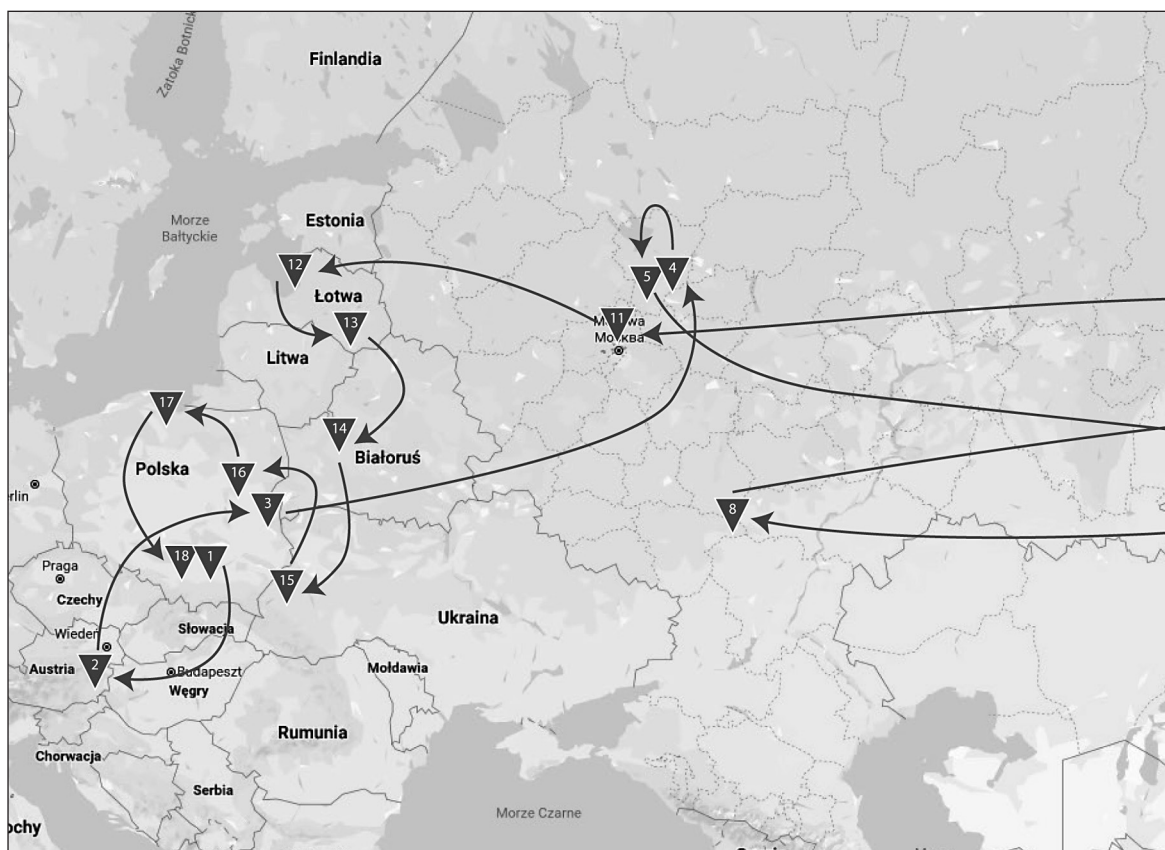 Zatoka Botnick
Finlandia
Morze
Bałtyckie
Estonia
12
Łotwa
13
Litwa
5
4
11
Москва
17
14
Białoruś
Polska
16
3
8
erlin
18
1
15
Praga
Czechy
Ukraina
Słowacja
Wiedeń
Austria
2
Budapeszt
Węgry
Mołdawia
Rumunia
Chorwacja
Serbia
Morze Czarne
ochy